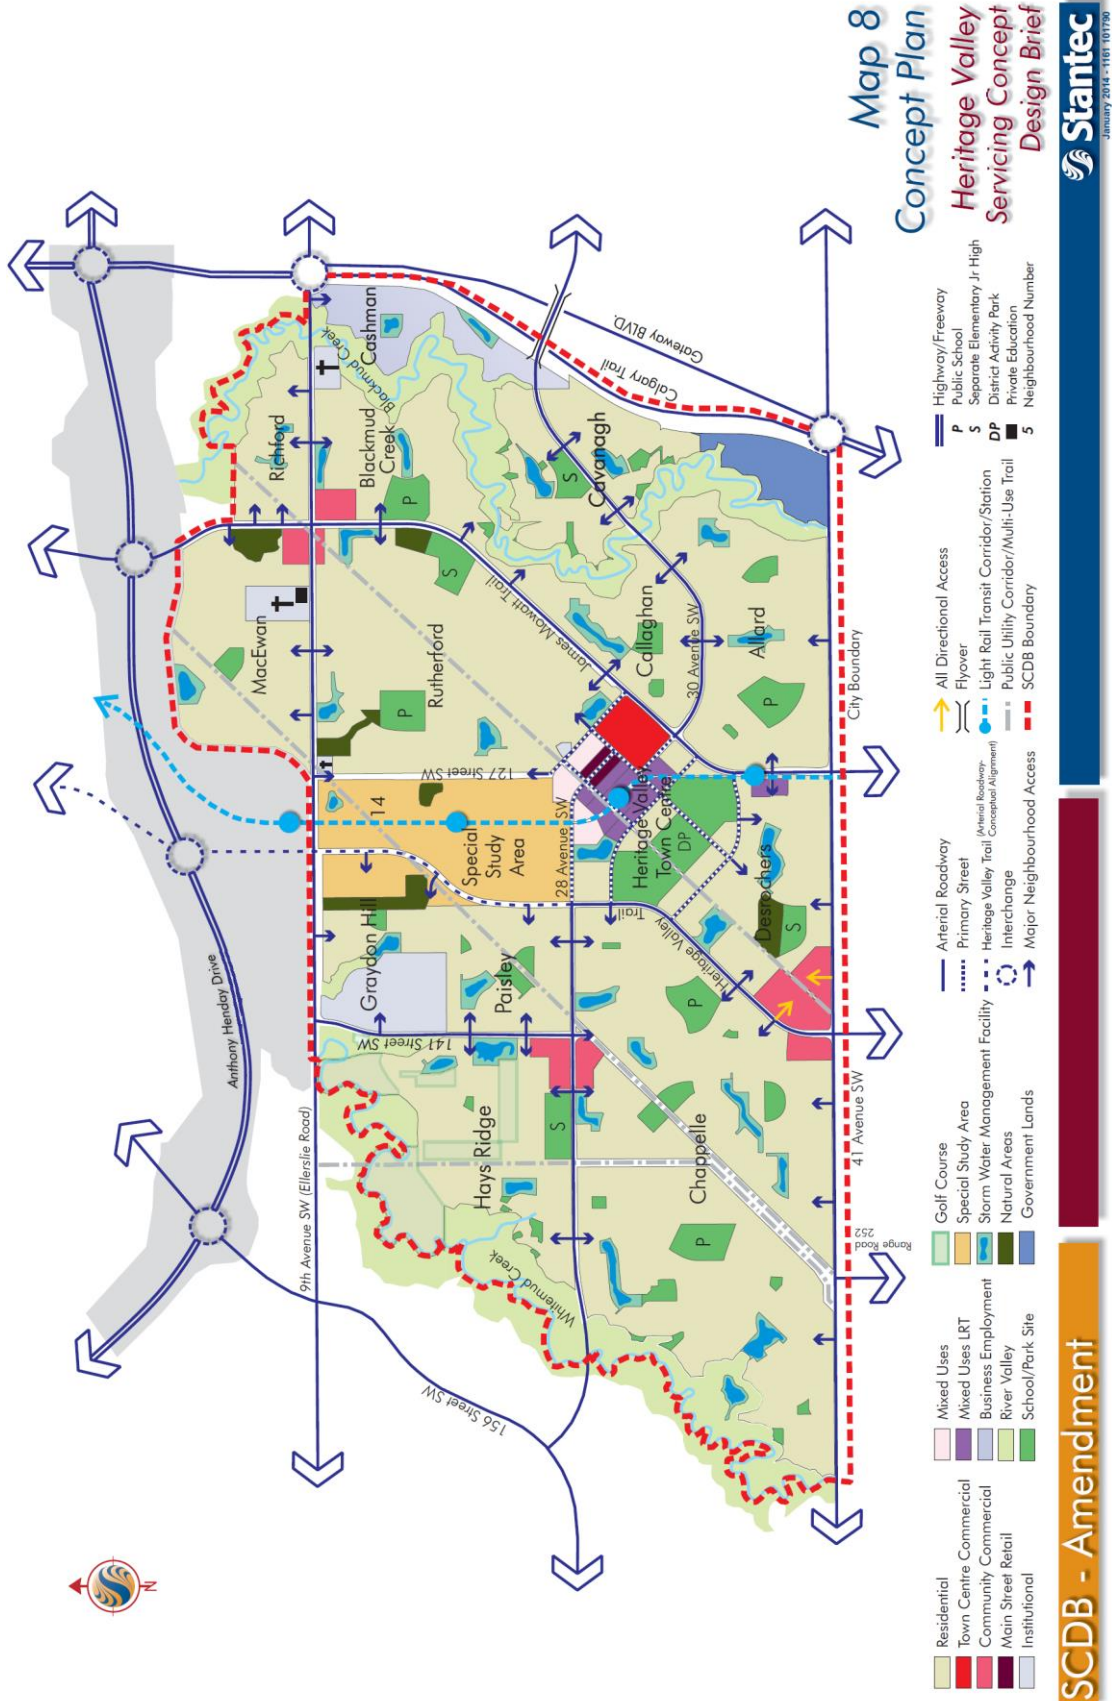 Map 8
Concept Plan
Heritage Valley
Servicing Concept
Design Brief
Stantec
January 2014 - 1161 101790
SCDB - Amendment
N
Anthony Henday Drive
9th Avenue SW (Ellerslie Road)
156 Street SW
141 Street SW
127 Street SW
28 Avenue SW
30 Avenue SW
41 Avenue SW
James Mowatt Trail
Heritage Valley
Trail
Calgary Trail
Gateway BLVD.
City Boundary
Range Road
252
Whitemud Creek
Blackmud Creek
MacEwan
Richford
Blackmud
Creek
Cashman
Rutherford
Cavanagh
Callaghan
Allard
14
Special
Study
Area
Graydon Hill
Paisley
Hays Ridge
Chappelle
Heritage Valley
Town Centre
Desrochers
DP
P
P
P
P
P
S
S
S
S
Residential
Town Centre Commercial
Community Commercial
Main Street Retail
Institutional
Mixed Uses
Mixed Uses LRT
Business Employment
River Valley
School/Park Site
Golf Course
Special Study Area
Storm Water Management Facility
Natural Areas
Government Lands
Arterial Roadway
Primary Street
Heritage Valley Trail (Arterial Roadway-
Conceptual Alignment)
Interchange
Major Neighbourhood Access
All Directional Access
Flyover
Light Rail Transit Corridor/Station
Public Utility Corridor/Multi-Use Trail
SCDB Boundary
Highway/Freeway
P Public School
S Separate Elementary Jr High
DP District Activity Park
Private Education
5 Neighbourhood Number